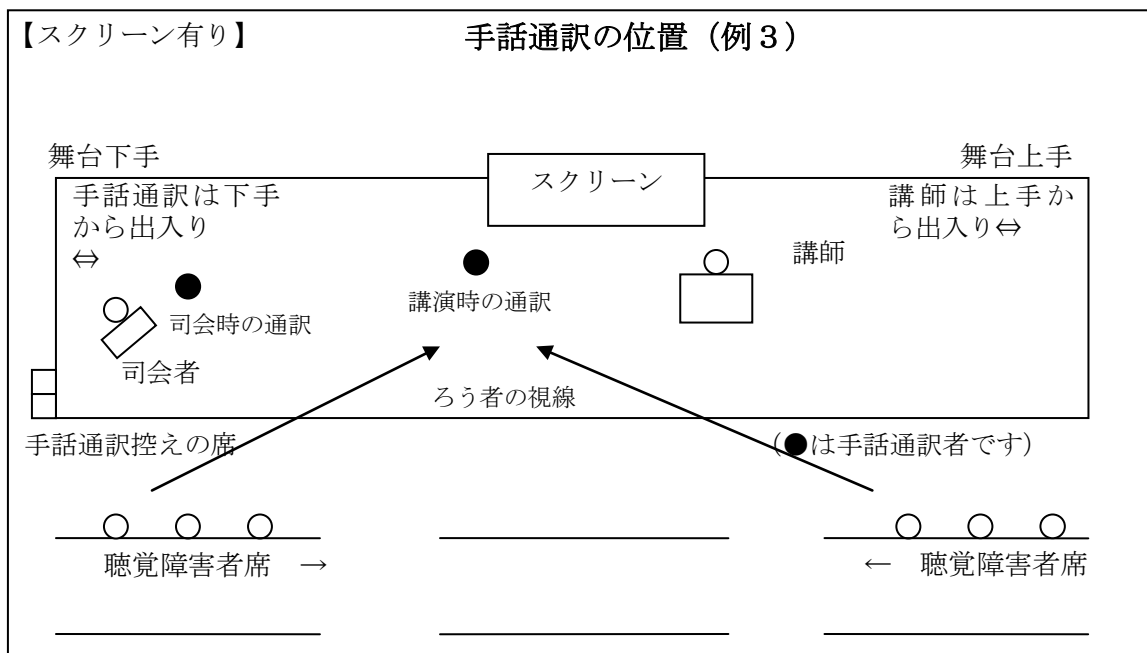 【スクリーン有り】
手話通訳の位置（例３）
舞台下手
舞台上手
スクリーン
手話通訳は下手
から出入り
⇔
講師は上手か
ら出入り⇔
講師
講演時の通訳
司会時の通訳
司会者
ろう者の視線
手話通訳控えの席
（●は手話通訳者です）
聴覚障害者席　→
←　聴覚障害者席